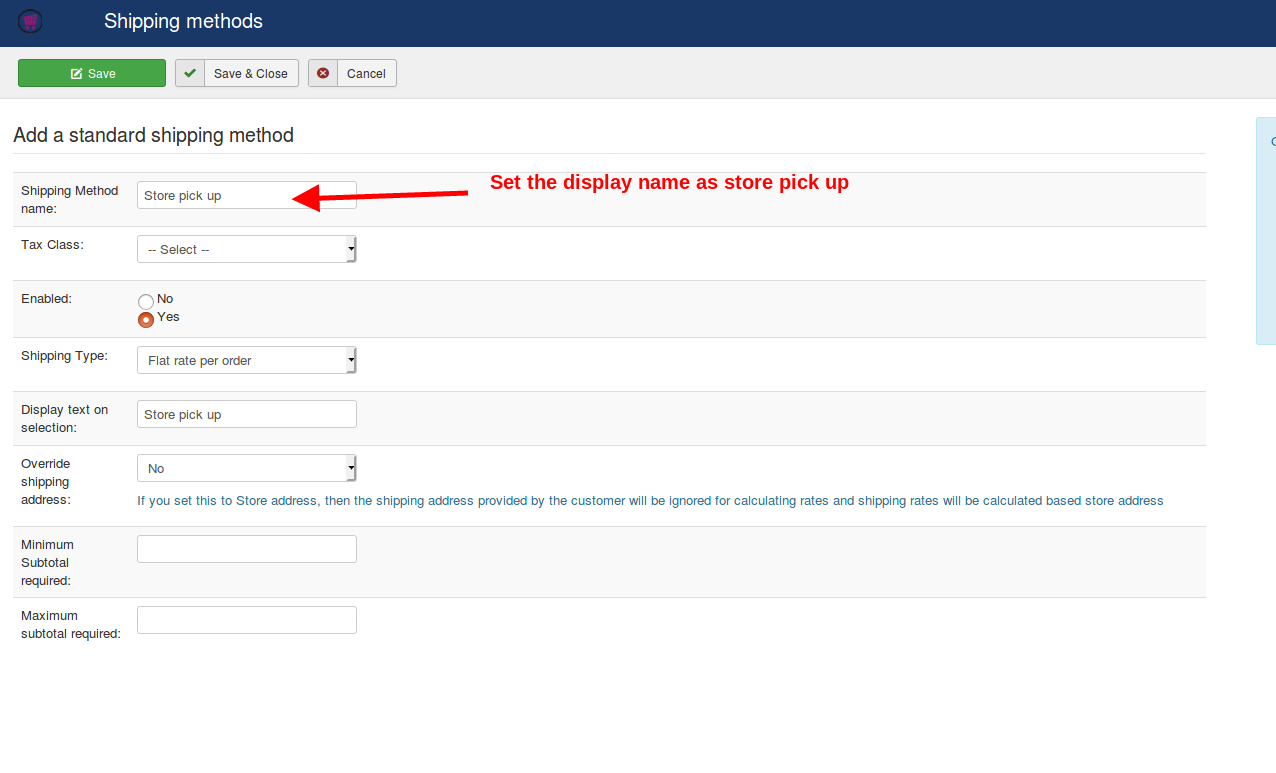 Shipping methods
Save
Save & Close
Cancel
Add a standard shipping method
Set the display name as store pick up
Shipping Method
name:
Store pick up
Tax Class:
-- Select --
Enabled:
No
Yes
Shipping Type:
Flat rate per order
Display text on
selection:
Store pick up
Override
shipping
address:
No
If you set this to Store address, then the shipping address provided by the customer will be ignored for calculating rates and shipping rates will be calculated based store address
Minimum
Subtotal
required:
Maximum
subtotal required: